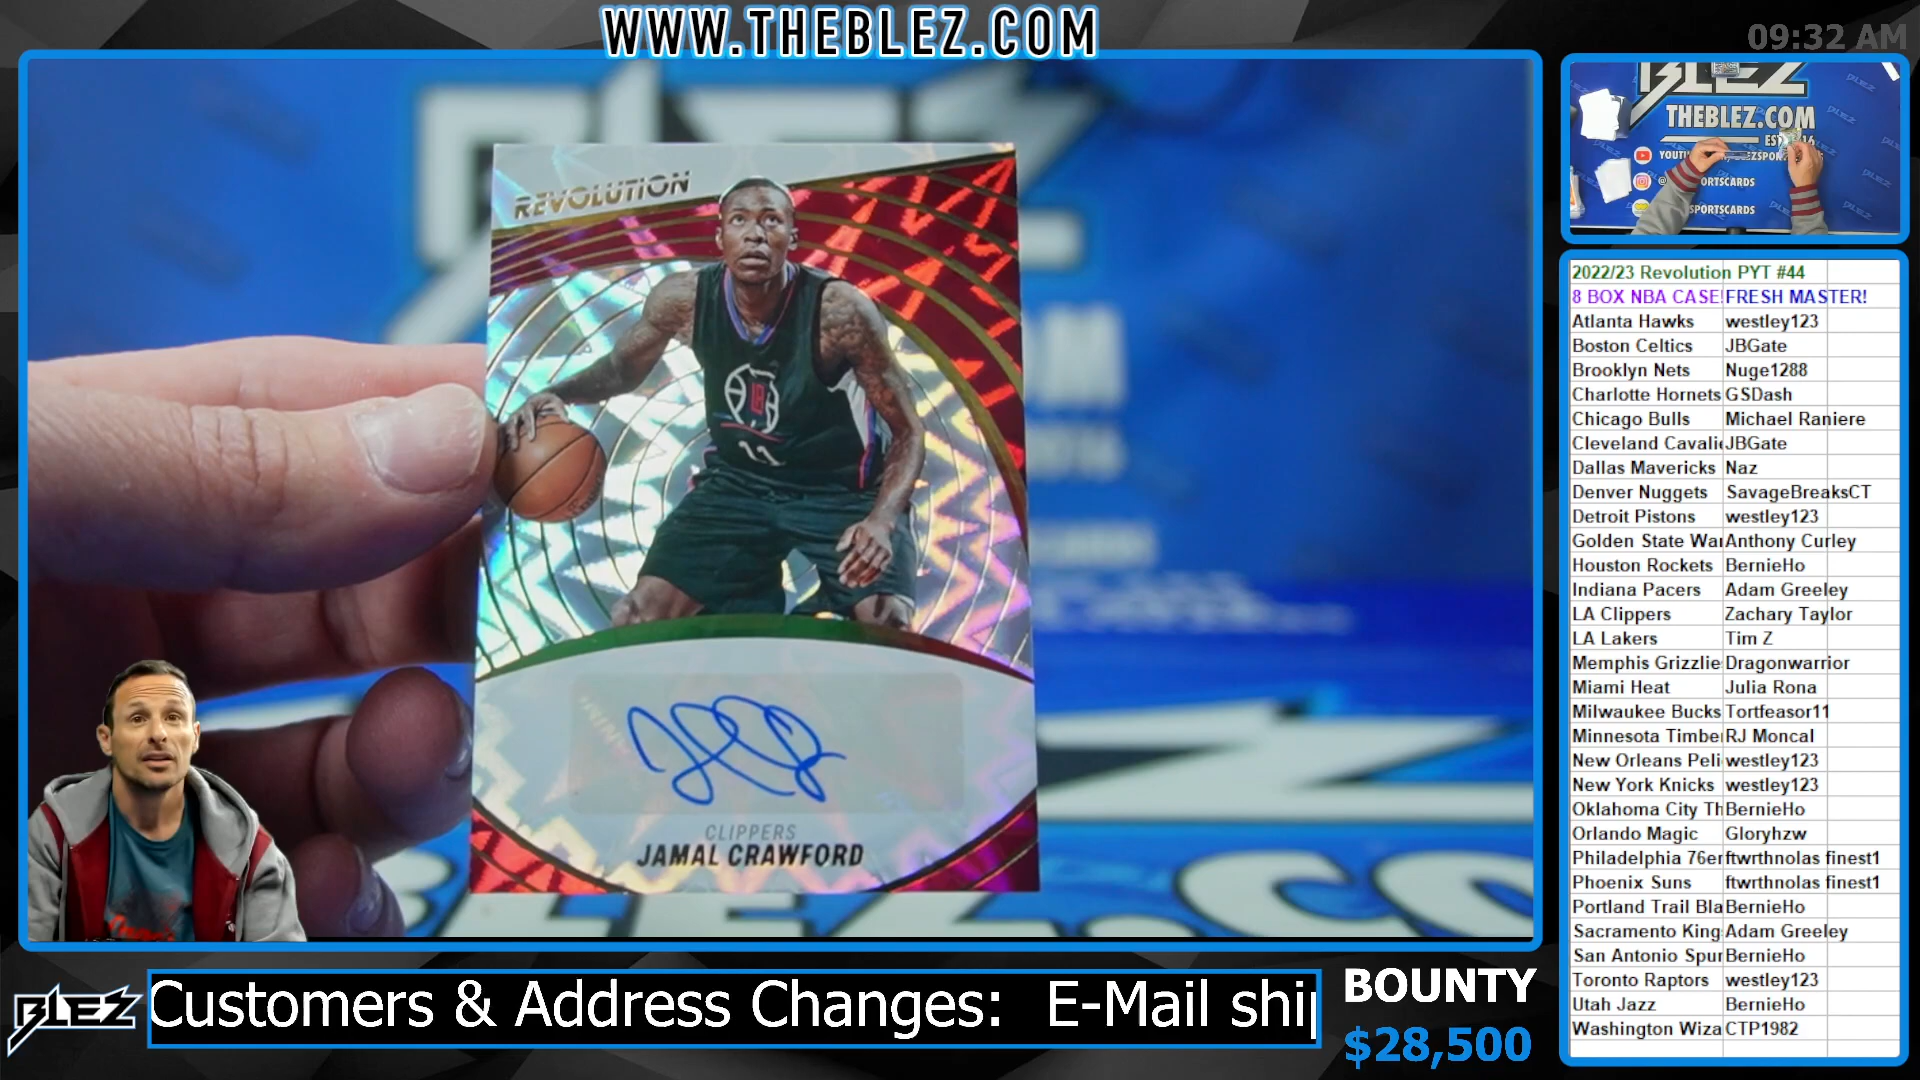 WWW.THEBLEZ.COM
09:32 AM
REVOLUTION
11
CLIPPERS
JAMAL CRAWFORD
BLEZ
THEBLEZ.COM
SPORTSCARDS
2022/23 Revolution PYT #44
8 BOX NBA CASE! FRESH MASTER!
Atlanta Hawks westley123
Boston Celtics JBGate
Brooklyn Nets Nuge1288
Charlotte Hornets GSDash
Chicago Bulls Michael Raniere
Cleveland Cavalie JBGate
Dallas Mavericks Naz
Denver Nuggets SavageBreaksCT
Detroit Pistons westley123
Golden State War Anthony Curley
Houston Rockets BernieHo
Indiana Pacers Adam Greeley
LA Clippers Zachary Taylor
LA Lakers Tim Z
Memphis Grizzlie Dragonwarrior
Miami Heat Julia Rona
Milwaukee Bucks Tortfeasor11
Minnesota Timbe RJ Moncal
New Orleans Peli westley123
New York Knicks westley123
Oklahoma City Th BernieHo
Orlando Magic Gloryhzw
Philadelphia 76er ftwrthnolas finest1
Phoenix Suns ftwrthnolas finest1
Portland Trail Bla BernieHo
Sacramento King Adam Greeley
San Antonio Spur BernieHo
Toronto Raptors westley123
Utah Jazz BernieHo
Washington Wiza CTP1982
BLEZ
Customers & Address Changes: E-Mail ship
BOUNTY
$28,500